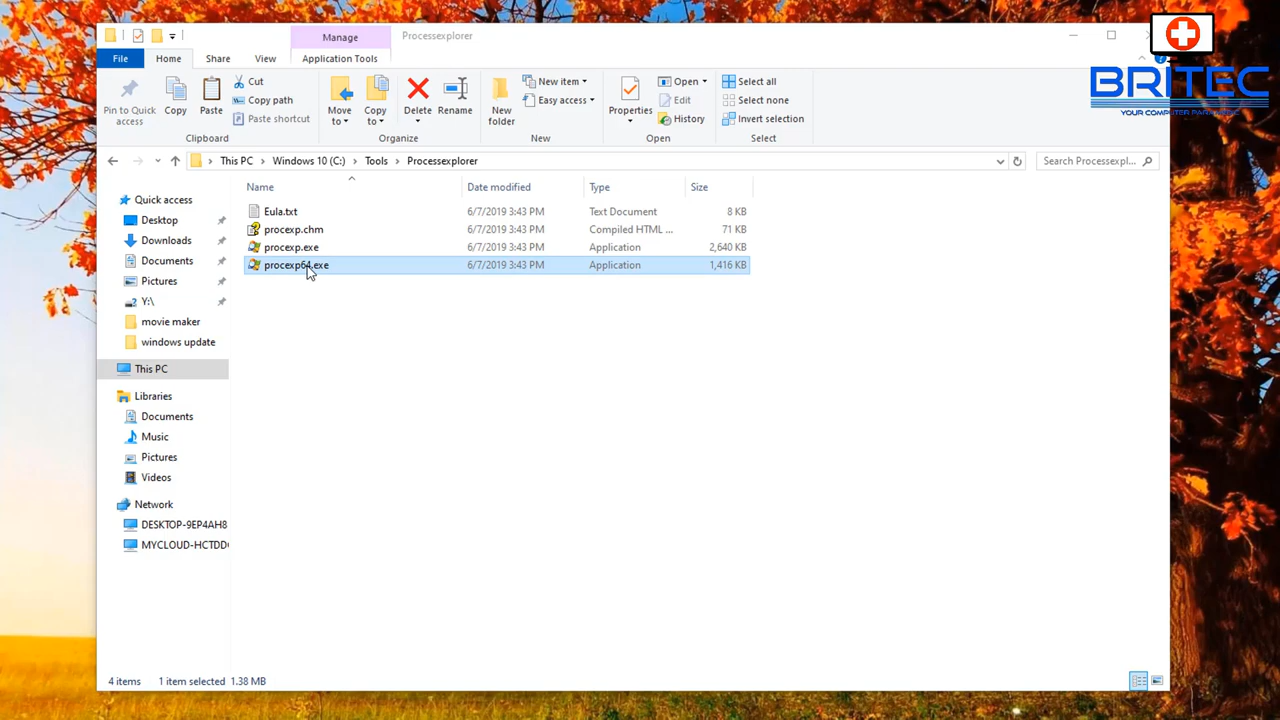 Manage
Processexplorer
File
Home
Share
View
Application Tools
Pin to Quick access
Copy
Paste
Cut
Copy path
Paste shortcut
Clipboard
Move to
Copy to
Delete
Rename
Organize
New folder
New item
Easy access
New
Properties
Open
Edit
History
Open
Select all
Select none
Invert selection
Select
This PC > Windows 10 (C:) > Tools > Processexplorer
Search Processexpl...
Name Date modified Type Size
Eula.txt 6/7/2019 3:43 PM Text Document 8 KB
procexp.chm 6/7/2019 3:43 PM Compiled HTML ... 71 KB
procexp.exe 6/7/2019 3:43 PM Application 2,640 KB
procexp64.exe 6/7/2019 3:43 PM Application 1,416 KB
Quick access
Desktop
Downloads
Documents
Pictures
Y:\
movie maker
windows update
This PC
Libraries
Documents
Music
Pictures
Videos
Network
DESKTOP-9EP4AH8
4 items
1 item selected 1.38 MB
BRITEC